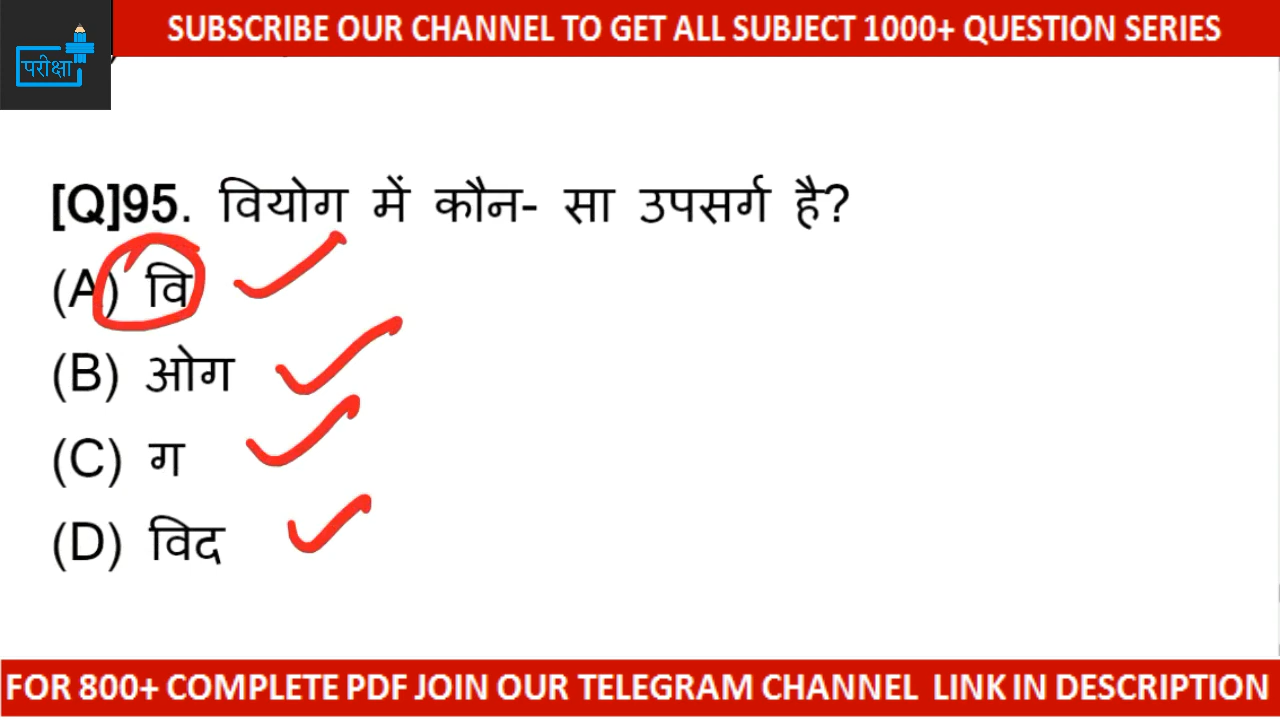 SUBSCRIBE OUR CHANNEL TO GET ALL SUBJECT 1000+ QUESTION SERIES
परीक्षा
[Q]95. वियोग में कौन- सा उपसर्ग है?
(A) वि
(B) ओग
(C) ग
(D) विद
FOR 800+ COMPLETE PDF JOIN OUR TELEGRAM CHANNEL LINK IN DESCRIPTION